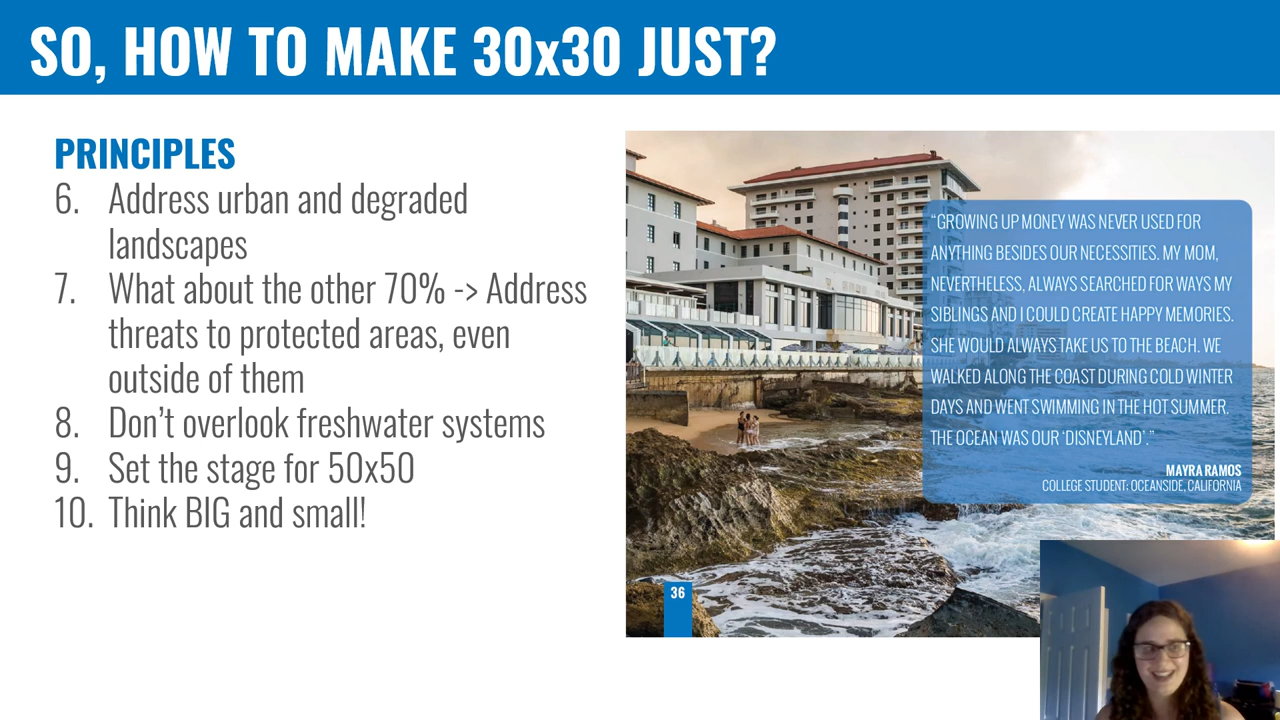 SO, HOW TO MAKE 30x30 JUST?
PRINCIPLES
6. Address urban and degraded
landscapes
7. What about the other 70% -> Address
threats to protected areas, even
outside of them
8. Don’t overlook freshwater systems
9. Set the stage for 50x50
10. Think BIG and small!
“GROWING UP MONEY WAS NEVER USED FOR
ANYTHING BESIDES OUR NECESSITIES. MY MOM,
NEVERTHELESS, ALWAYS SEARCHED FOR WAYS MY
SIBLINGS AND I COULD CREATE HAPPY MEMORIES.
SHE WOULD ALWAYS TAKE US TO THE BEACH. WE
WALKED ALONG THE COAST DURING COLD WINTER
DAYS AND WENT SWIMMING IN THE HOT SUMMER.
THE OCEAN WAS OUR ‘DISNEYLAND’.”
MAYRA RAMOS
COLLEGE STUDENT; OCEANSIDE, CALIFORNIA
36